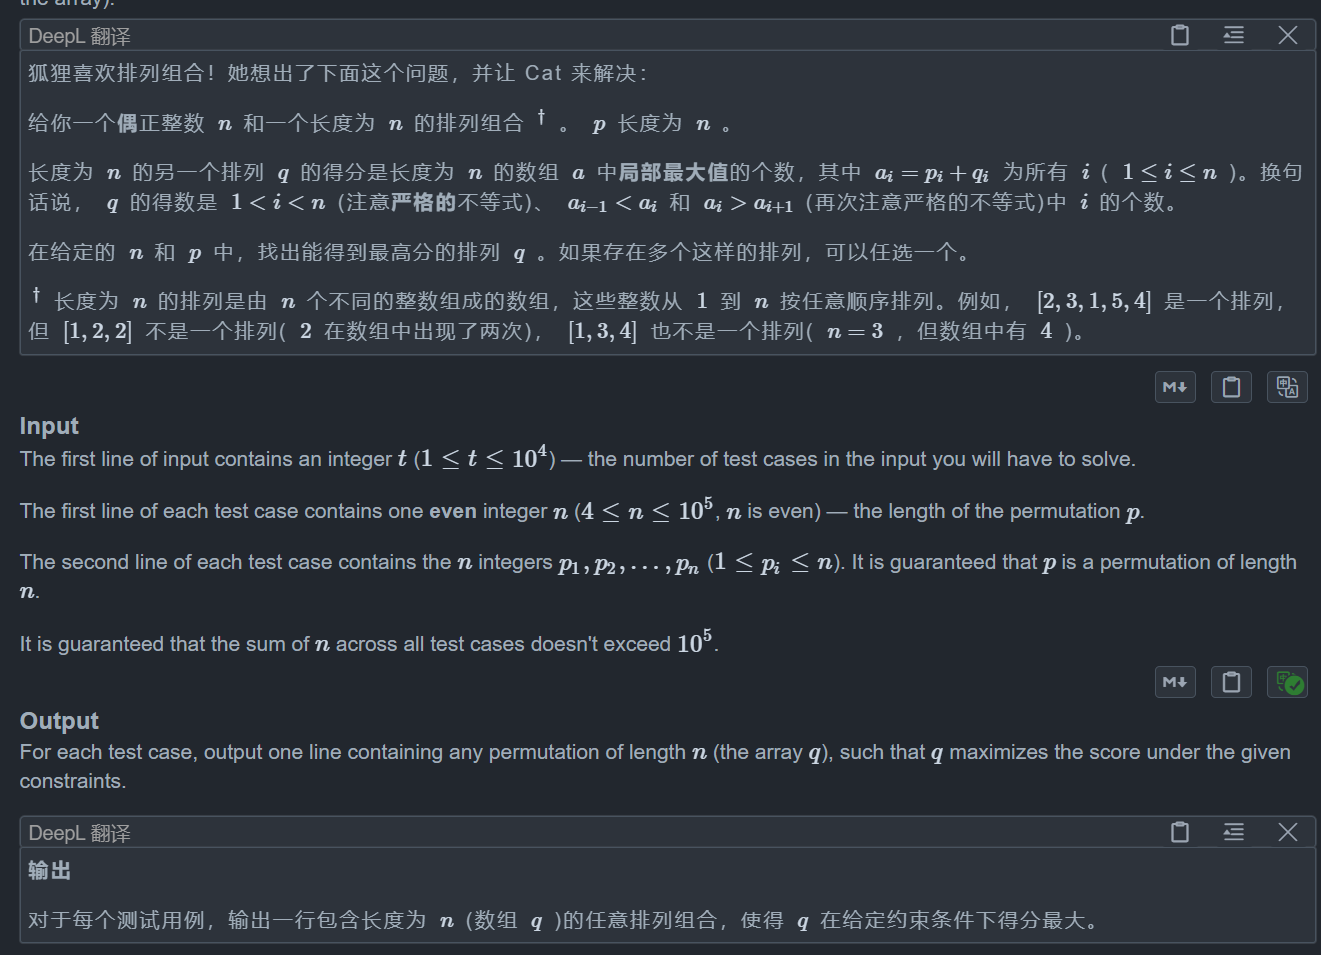 the array).
DeepL 翻译
狐狸喜欢排列组合！她想出了下面这个问题，并让 Cat 来解决：
给你一个偶正整数 n 和一个长度为 n 的排列组合 † 。 p 长度为 n 。
长度为 n 的另一个排列 q 的得分是长度为 n 的数组 a 中局部最大值的个数，其中 a_i = p_i + q_i 为所有 i ( 1 ≤ i ≤ n )。换句
话说， q 的得数是 1 < i < n (注意严格的不等式)、 a_{i−1} < a_i 和 a_i > a_{i+1} (再次注意严格的不等式)中 i 的个数。
在给定的 n 和 p 中，找出能得到最高分的排列 q 。如果存在多个这样的排列，可以任选一个。
† 长度为 n 的排列是由 n 个不同的整数组成的数组，这些整数从 1 到 n 按任意顺序排列。例如， [2, 3, 1, 5, 4] 是一个排列，
但 [1, 2, 2] 不是一个排列( 2 在数组中出现了两次)， [1, 3, 4] 也不是一个排列( n = 3 ，但数组中有 4 )。
M↓
Input
The first line of input contains an integer t (1 ≤ t ≤ 10^4) — the number of test cases in the input you will have to solve.
The first line of each test case contains one even integer n (4 ≤ n ≤ 10^5, n is even) — the length of the permutation p.
The second line of each test case contains the n integers p_1, p_2, ..., p_n (1 ≤ p_i ≤ n). It is guaranteed that p is a permutation of length
n.
It is guaranteed that the sum of n across all test cases doesn't exceed 10^5.
M↓
Output
For each test case, output one line containing any permutation of length n (the array q), such that q maximizes the score under the given
constraints.
DeepL 翻译
输出
对于每个测试用例，输出一行包含长度为 n (数组 q )的任意排列组合，使得 q 在给定约束条件下得分最大。